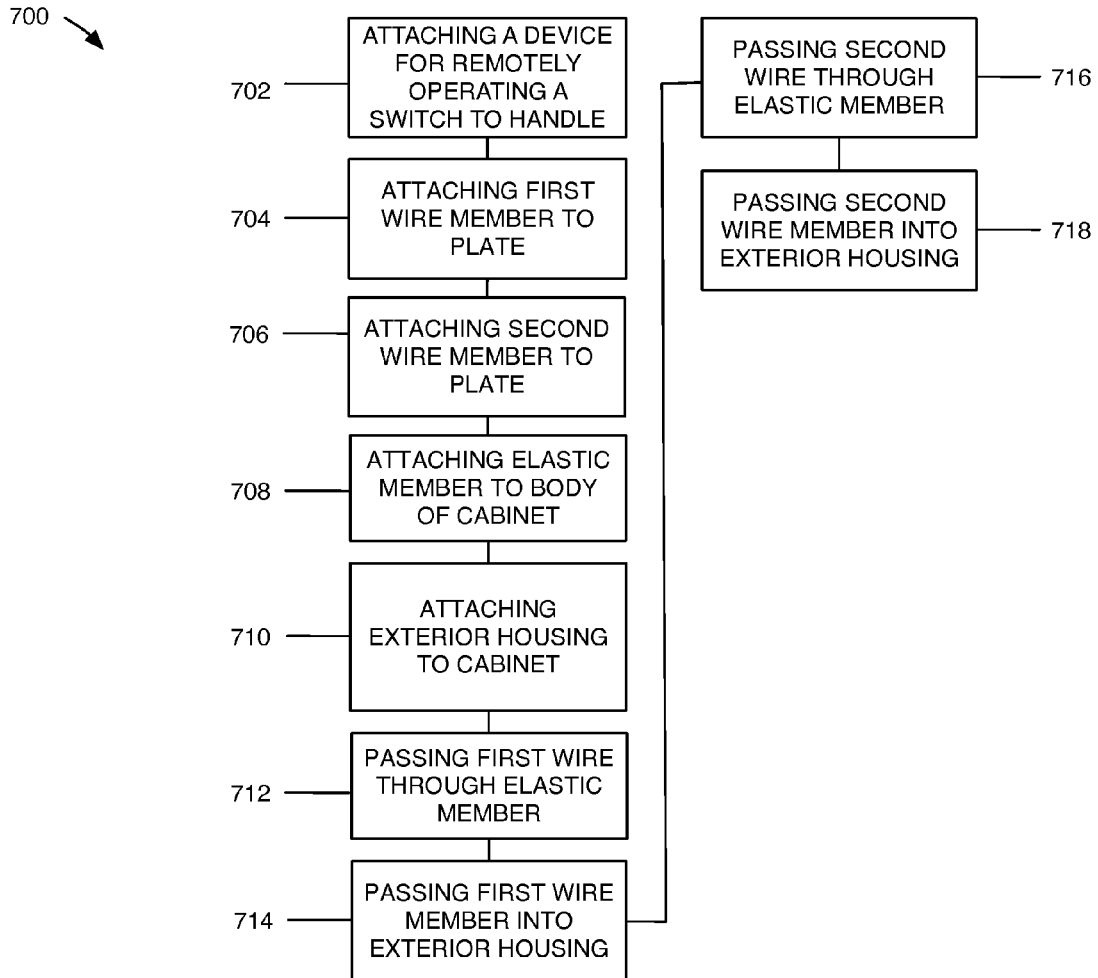 700
702
ATTACHING A DEVICE
FOR REMOTELY
OPERATING A
SWITCH TO HANDLE
704
ATTACHING FIRST
WIRE MEMBER TO
PLATE
706
ATTACHING SECOND
WIRE MEMBER TO
PLATE
708
ATTACHING ELASTIC
MEMBER TO BODY
OF CABINET
710
ATTACHING
EXTERIOR HOUSING
TO CABINET
712
PASSING FIRST WIRE
THROUGH ELASTIC
MEMBER
714
PASSING FIRST WIRE
MEMBER INTO
EXTERIOR HOUSING
PASSING SECOND
WIRE THROUGH
ELASTIC MEMBER
716
PASSING SECOND
WIRE MEMBER INTO
EXTERIOR HOUSING
718